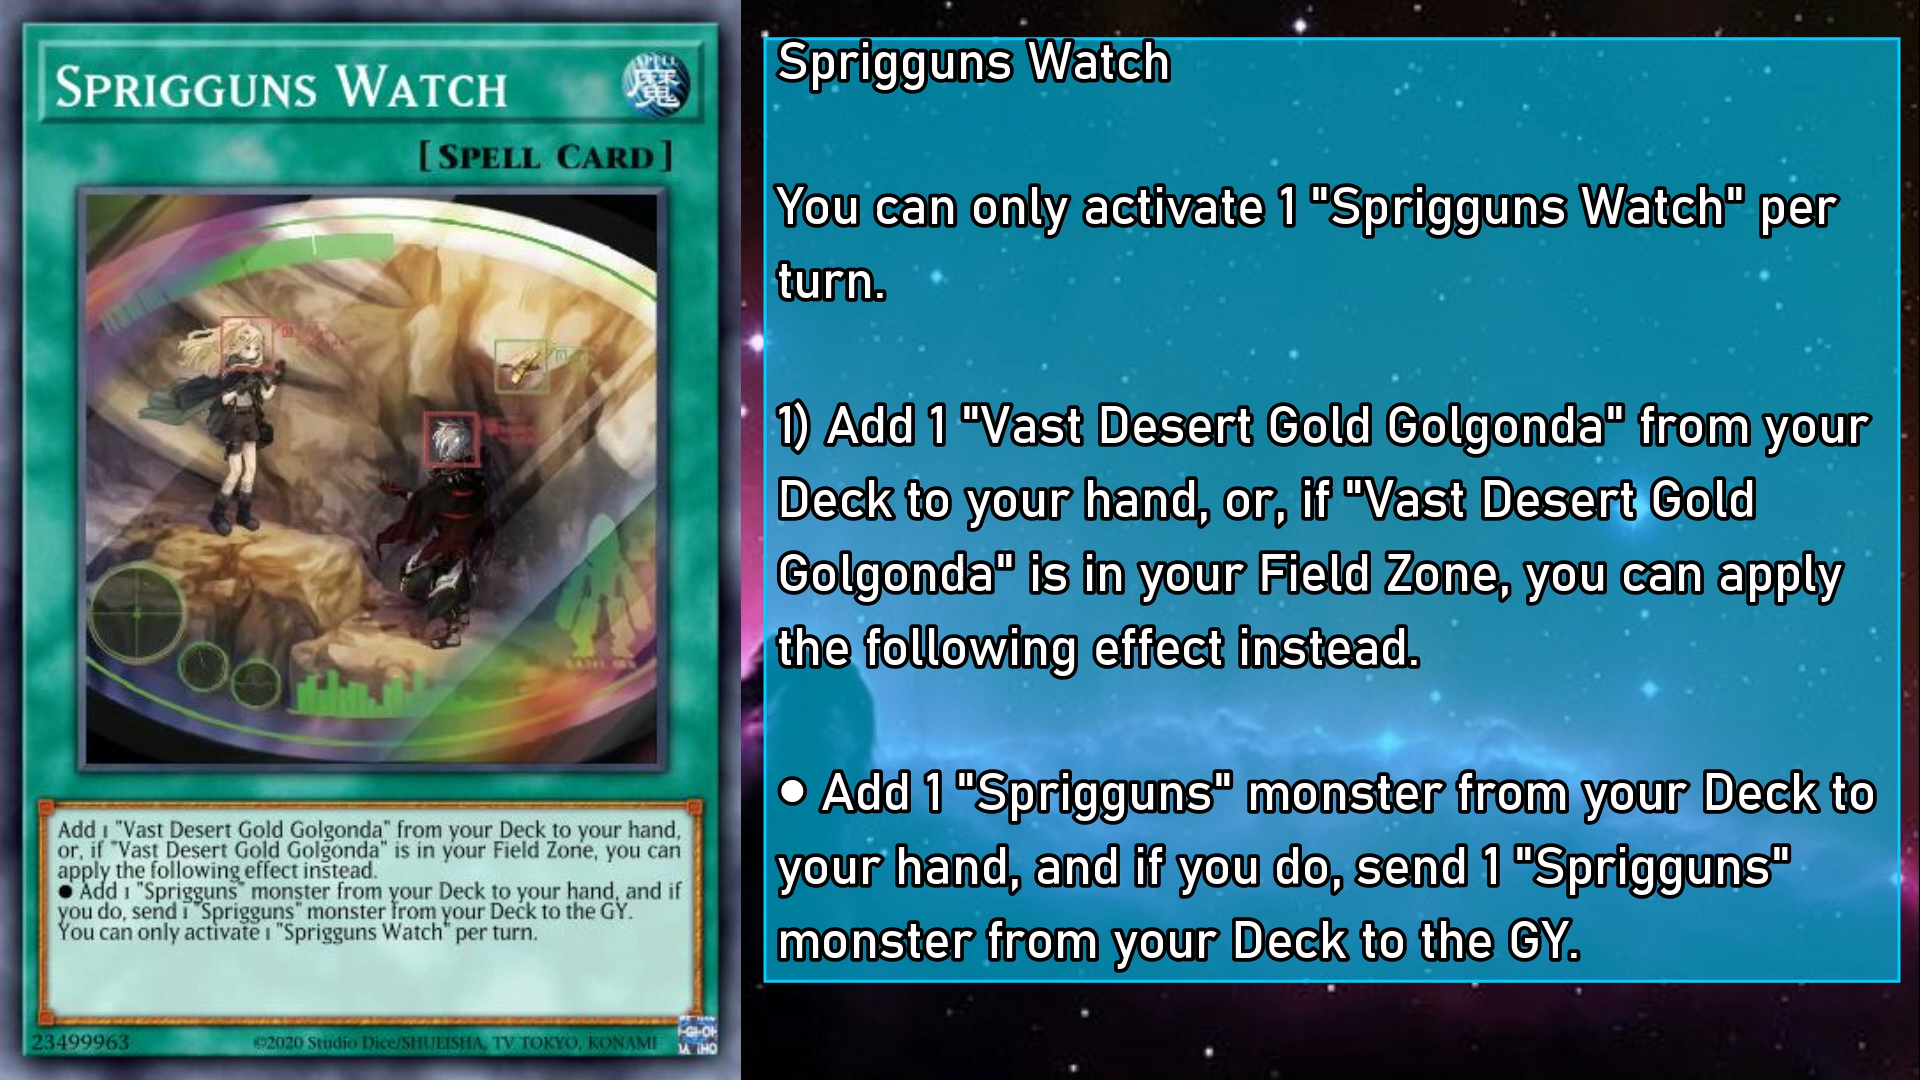 SPRIGGUNS WATCH
SPELL
魔
[SPELL CARD]
Add 1 "Vast Desert Gold Golgonda" from your Deck to your hand,
or, if "Vast Desert Gold Golgonda" is in your Field Zone, you can
apply the following effect instead.
● Add 1 "Sprigguns" monster from your Deck to your hand, and if
you do, send 1 "Sprigguns" monster from your Deck to the GY.
You can only activate 1 "Sprigguns Watch" per turn.
23499963
©2020 Studio Dice/SHUEISHA, TV TOKYO, KONAMI
Sprigguns Watch
You can only activate 1 "Sprigguns Watch" per
turn.
1) Add 1 "Vast Desert Gold Golgonda" from your
Deck to your hand, or, if "Vast Desert Gold
Golgonda" is in your Field Zone, you can apply
the following effect instead.
● Add 1 "Sprigguns" monster from your Deck to
your hand, and if you do, send 1 "Sprigguns"
monster from your Deck to the GY.